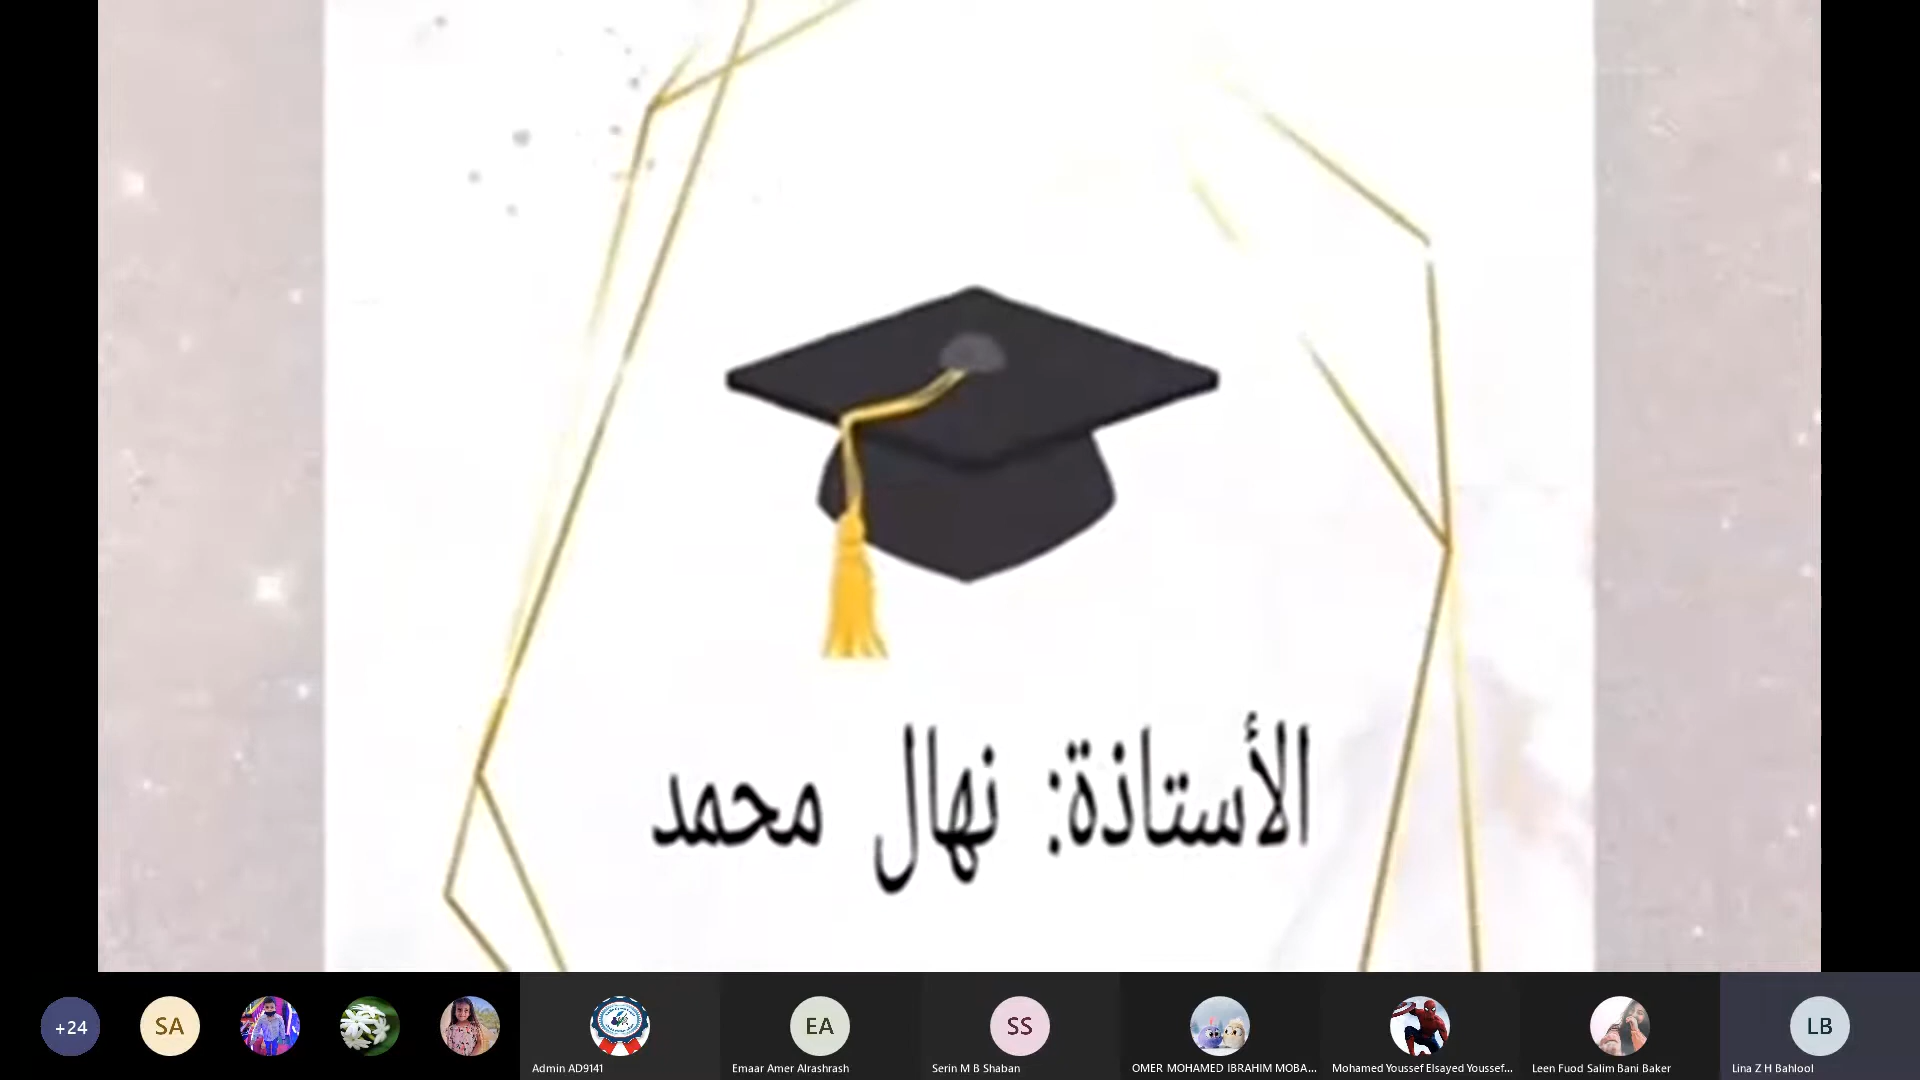 الأستاذة: نهال محمد
+24
SA
EA
SS
LB
Admin AD9141
Emaar Amer Alrashrash
Serin M B Shaban
OMER MOHAMED IBRAHIM MOBA...
Mohamed Youssef Elsayed Youssef...
Leen Fuod Salim Bani Baker
Lina Z H Bahlool